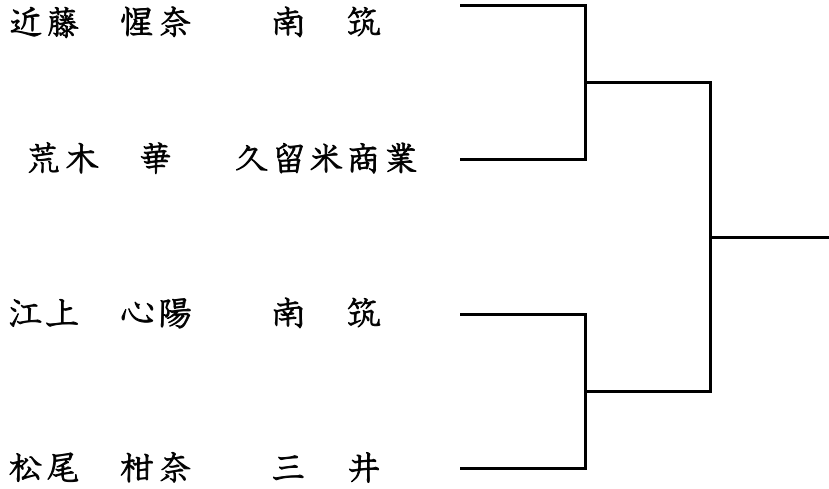 近藤　惺奈　南　筑
荒木　華　久留米商業
江上　心陽　南　筑
松尾　柑奈　三　井